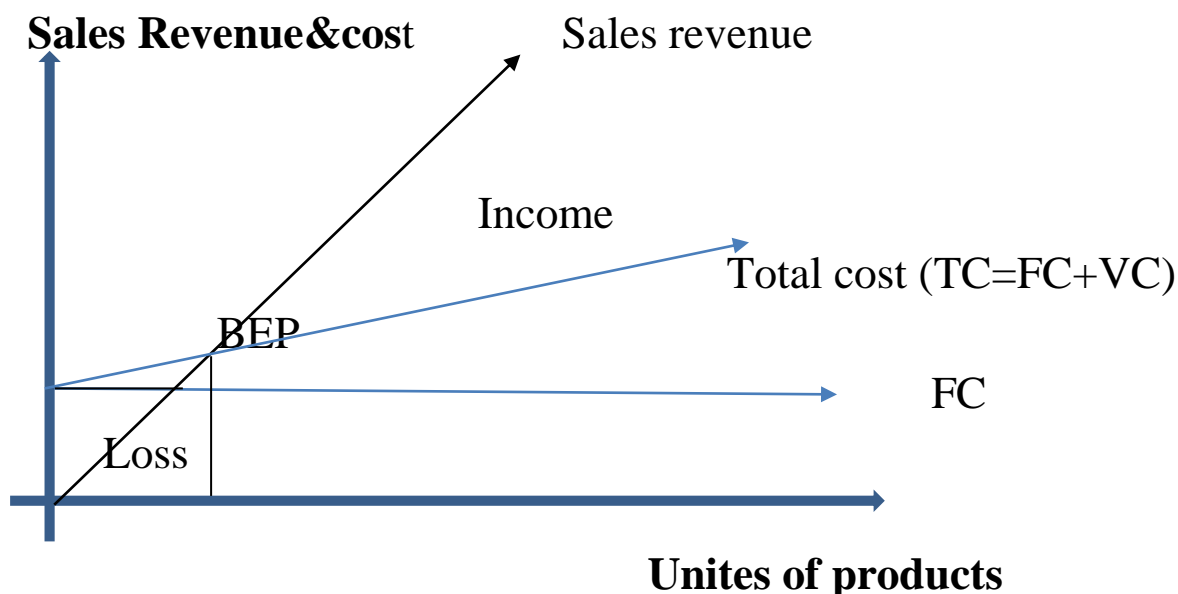 Sales Revenue&cost
Sales revenue
Income
Total cost (TC=FC+VC)
BEP
FC
Loss
Unites of products